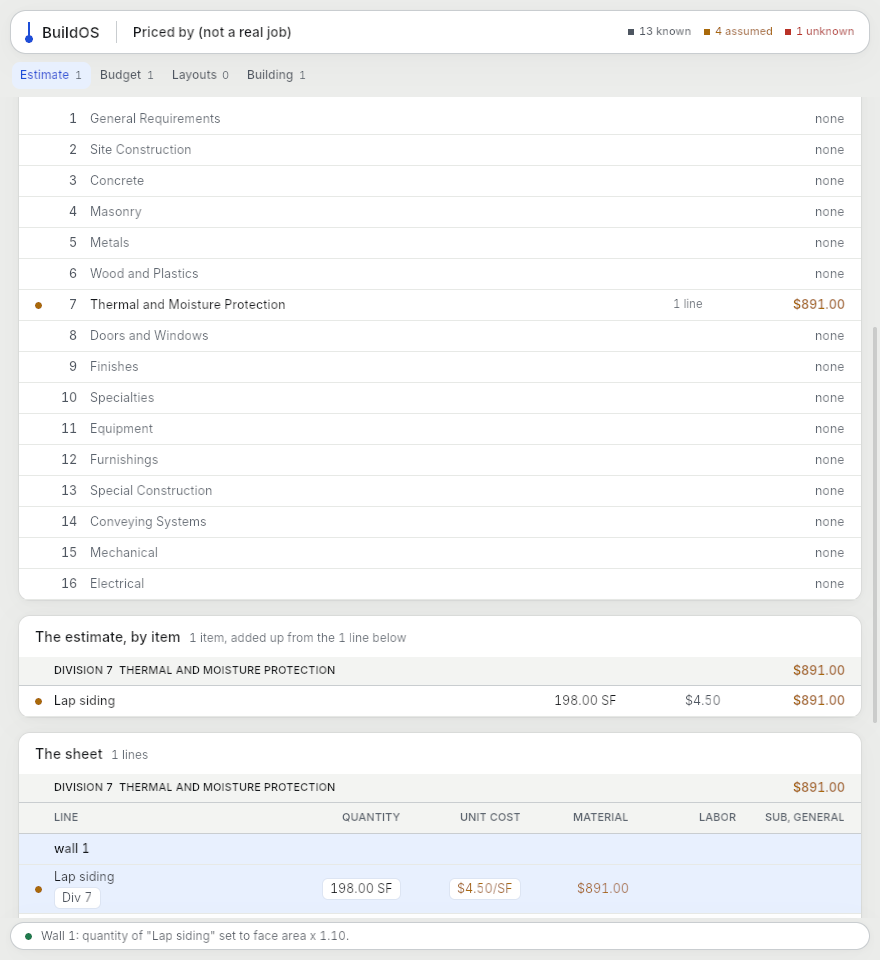 BuildOS Priced by (not a real job) 13 known 4 assumed 1 unknown
Estimate 1 Budget 1 Layouts 0 Building 1
1 General Requirements none
2 Site Construction none
3 Concrete none
4 Masonry none
5 Metals none
6 Wood and Plastics none
7 Thermal and Moisture Protection 1 line $891.00
8 Doors and Windows none
9 Finishes none
10 Specialties none
11 Equipment none
12 Furnishings none
13 Special Construction none
14 Conveying Systems none
15 Mechanical none
16 Electrical none
The estimate, by item 1 item, added up from the 1 line below
DIVISION 7 THERMAL AND MOISTURE PROTECTION $891.00
Lap siding 198.00 SF $4.50 $891.00
The sheet 1 lines
DIVISION 7 THERMAL AND MOISTURE PROTECTION $891.00
LINE QUANTITY UNIT COST MATERIAL LABOR SUB, GENERAL
wall 1
Lap siding 198.00 SF $4.50/SF $891.00
Div 7
Wall 1: quantity of "Lap siding" set to face area x 1.10.